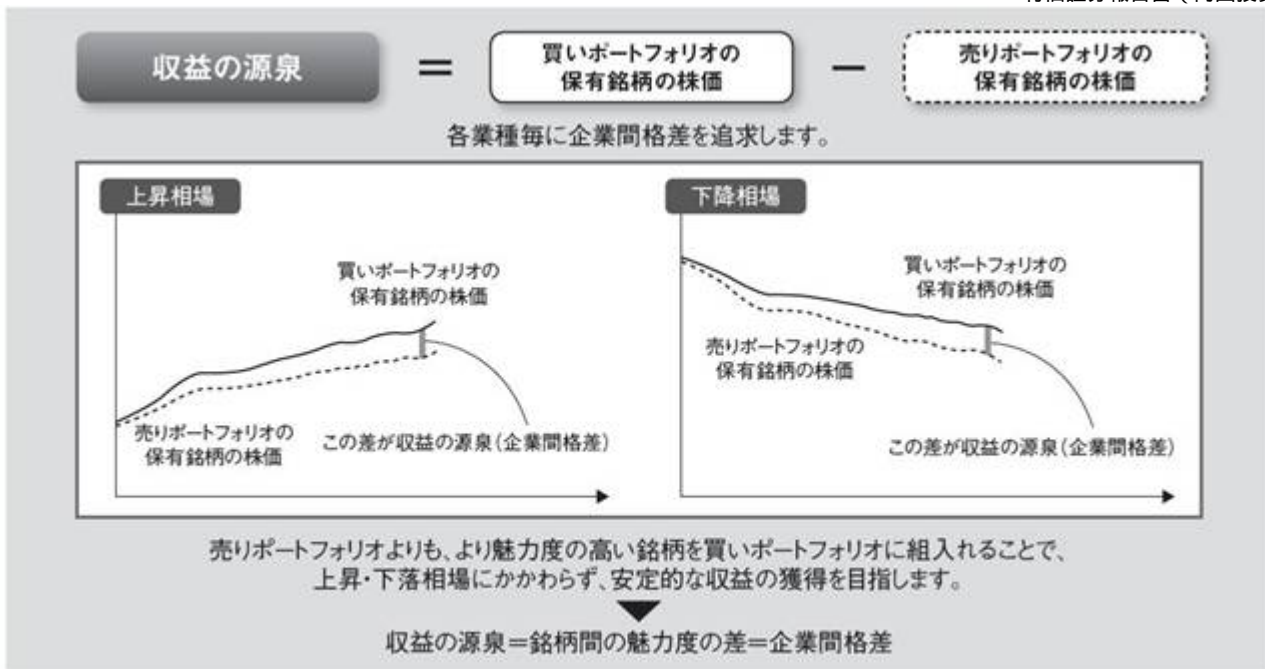 収益の源泉 = 買いポートフォリオの
保有銘柄の株価 − 売りポートフォリオの
保有銘柄の株価
各業種毎に企業間格差を追求します。
上昇相場
買いポートフォリオの
保有銘柄の株価
売りポートフォリオの
保有銘柄の株価
この差が収益の源泉(企業間格差)
下降相場
買いポートフォリオの
保有銘柄の株価
売りポートフォリオの
保有銘柄の株価
この差が収益の源泉(企業間格差)
売りポートフォリオよりも、より魅力度の高い銘柄を買いポートフォリオに組入れることで、
上昇・下落相場にかかわらず、安定的な収益の獲得を目指します。
収益の源泉=銘柄間の魅力度の差=企業間格差